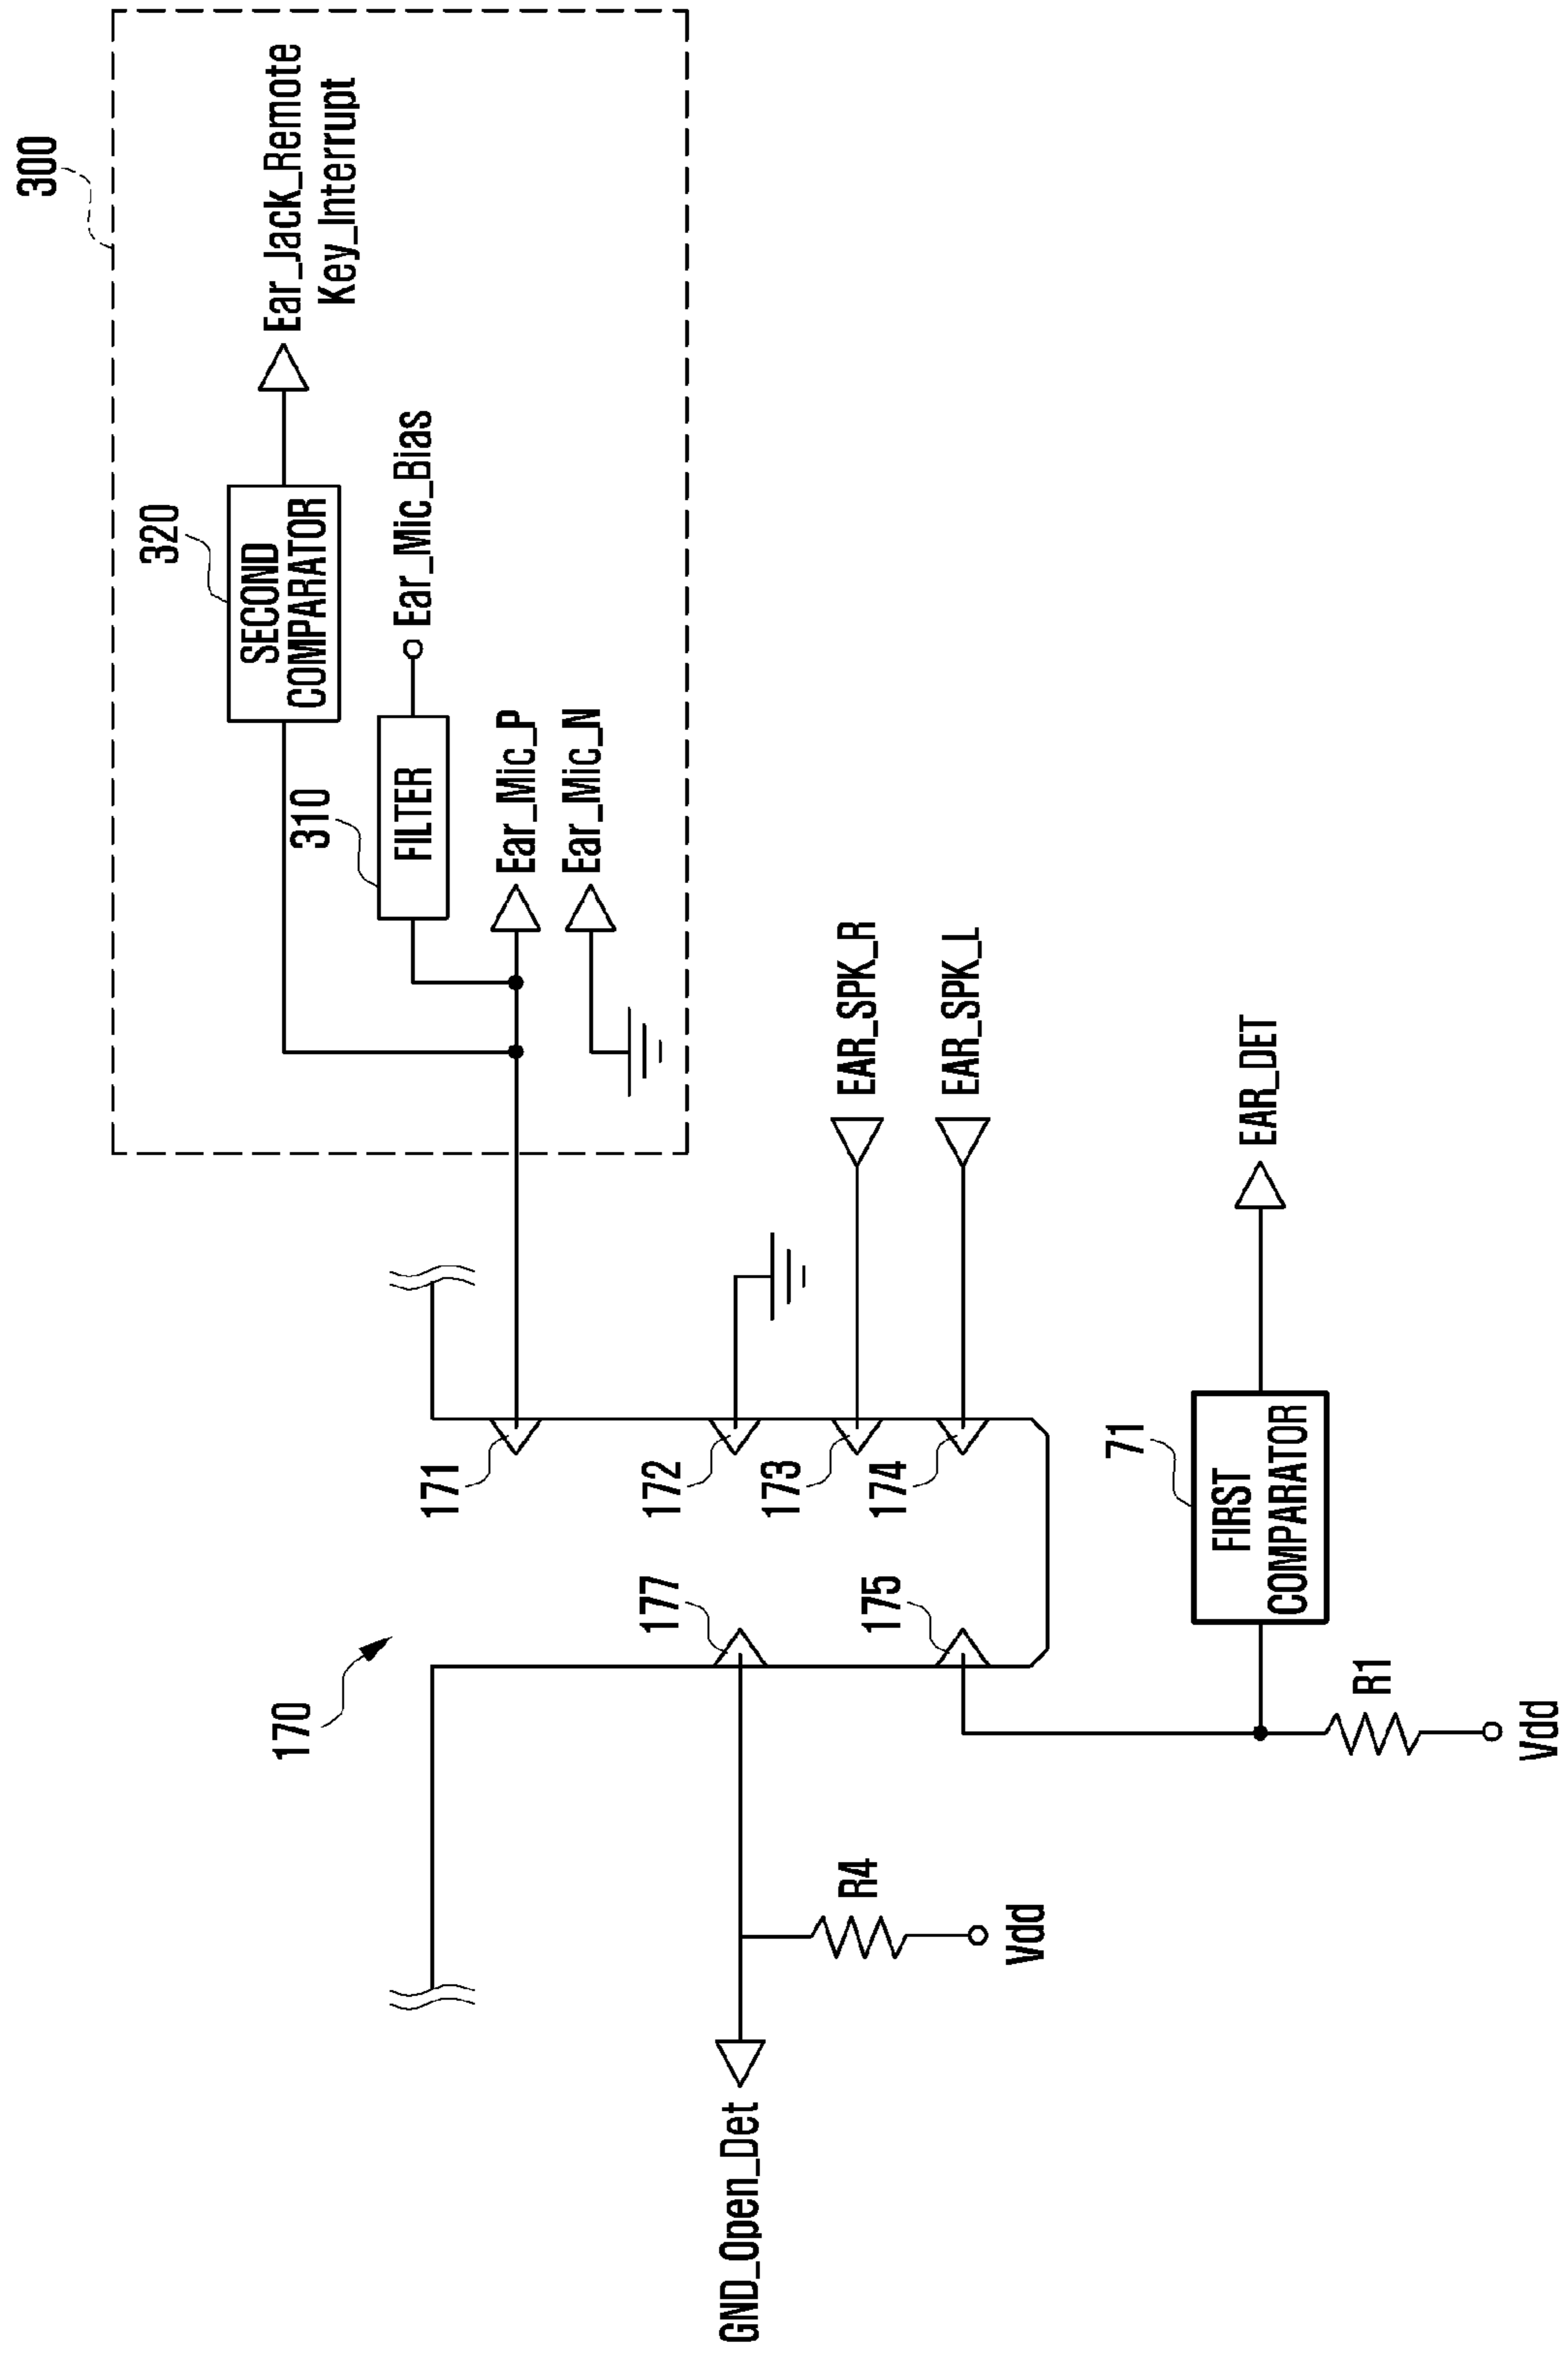 300
Ear_Jack_Remote
Key_Interrupt
320
SECOND
COMPARATOR
Ear_Mic_Bias
310
FILTER
Ear_Mic_P
Ear_Mic_N
EAR_SPK_R
EAR_SPK_L
EAR_DET
171
172
173
174
71
FIRST
COMPARATOR
177
175
170
R1
Vdd
R4
Vdd
GND_Open_Det